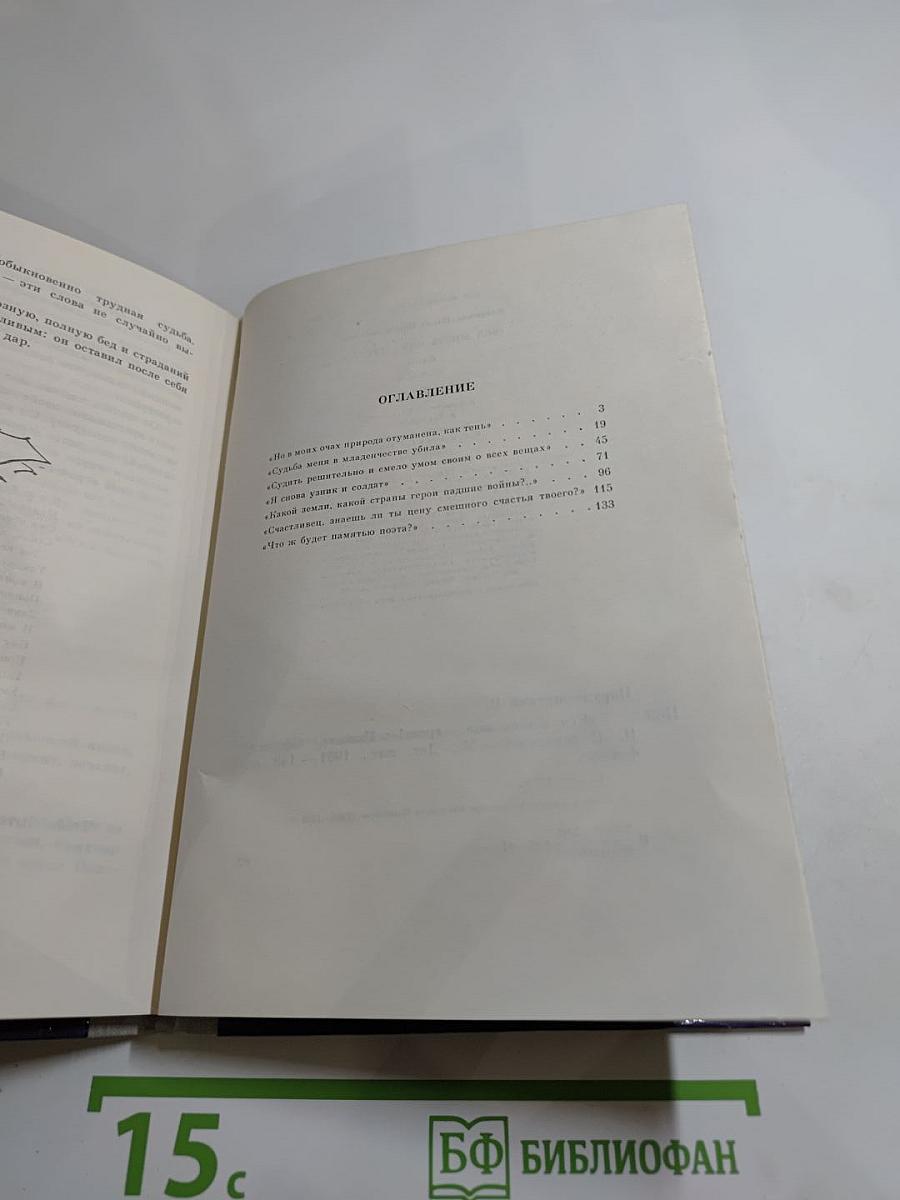 обыкновенно трудная судьба.
— эти слова не случайно вы-
озную, полную бед и страданий
ливым: он оставил после себя
дар.
ОГЛАВЛЕНИЕ
«Но в моих очах природа отуманена, как тень» . . . . . . 3
«Судьба меня в младенчестве убила» . . . . . . . . . 19
«Судить решительно и смело умом своим о всех вещах» . . 45
«Я снова узник и солдат» . . . . . . . . . . . . 71
«Какой земли, какой страны герои падшие войны?..» . . . 96
«Счастливец, знаешь ли ты цену смешного счастья твоего?» 115
«Что ж будет памятью поэта?» . . . . . . . . . . . 133
15 с
БФ БИБЛИОФАН